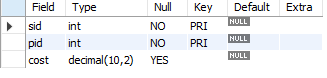 Field Type Null Key Default Extra
sid int NO PRI NULL
pid int NO PRI NULL
cost decimal(10,2) YES NULL